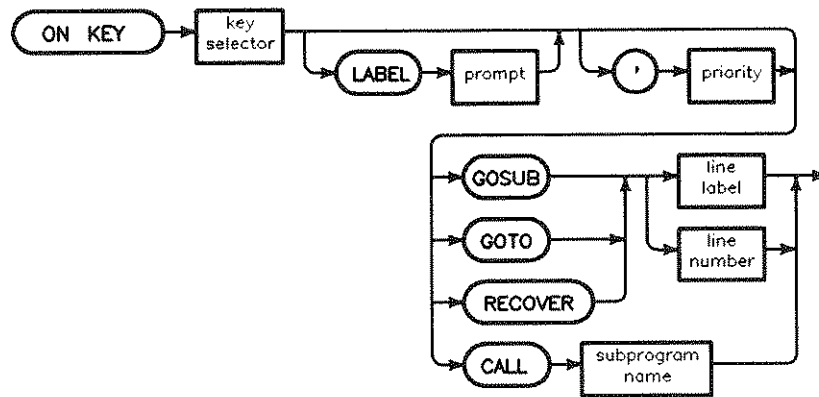 ON KEY
key
selector
LABEL
prompt
,
priority
GOSUB
line
label
GOTO
line
number
RECOVER
CALL
subprogram
name